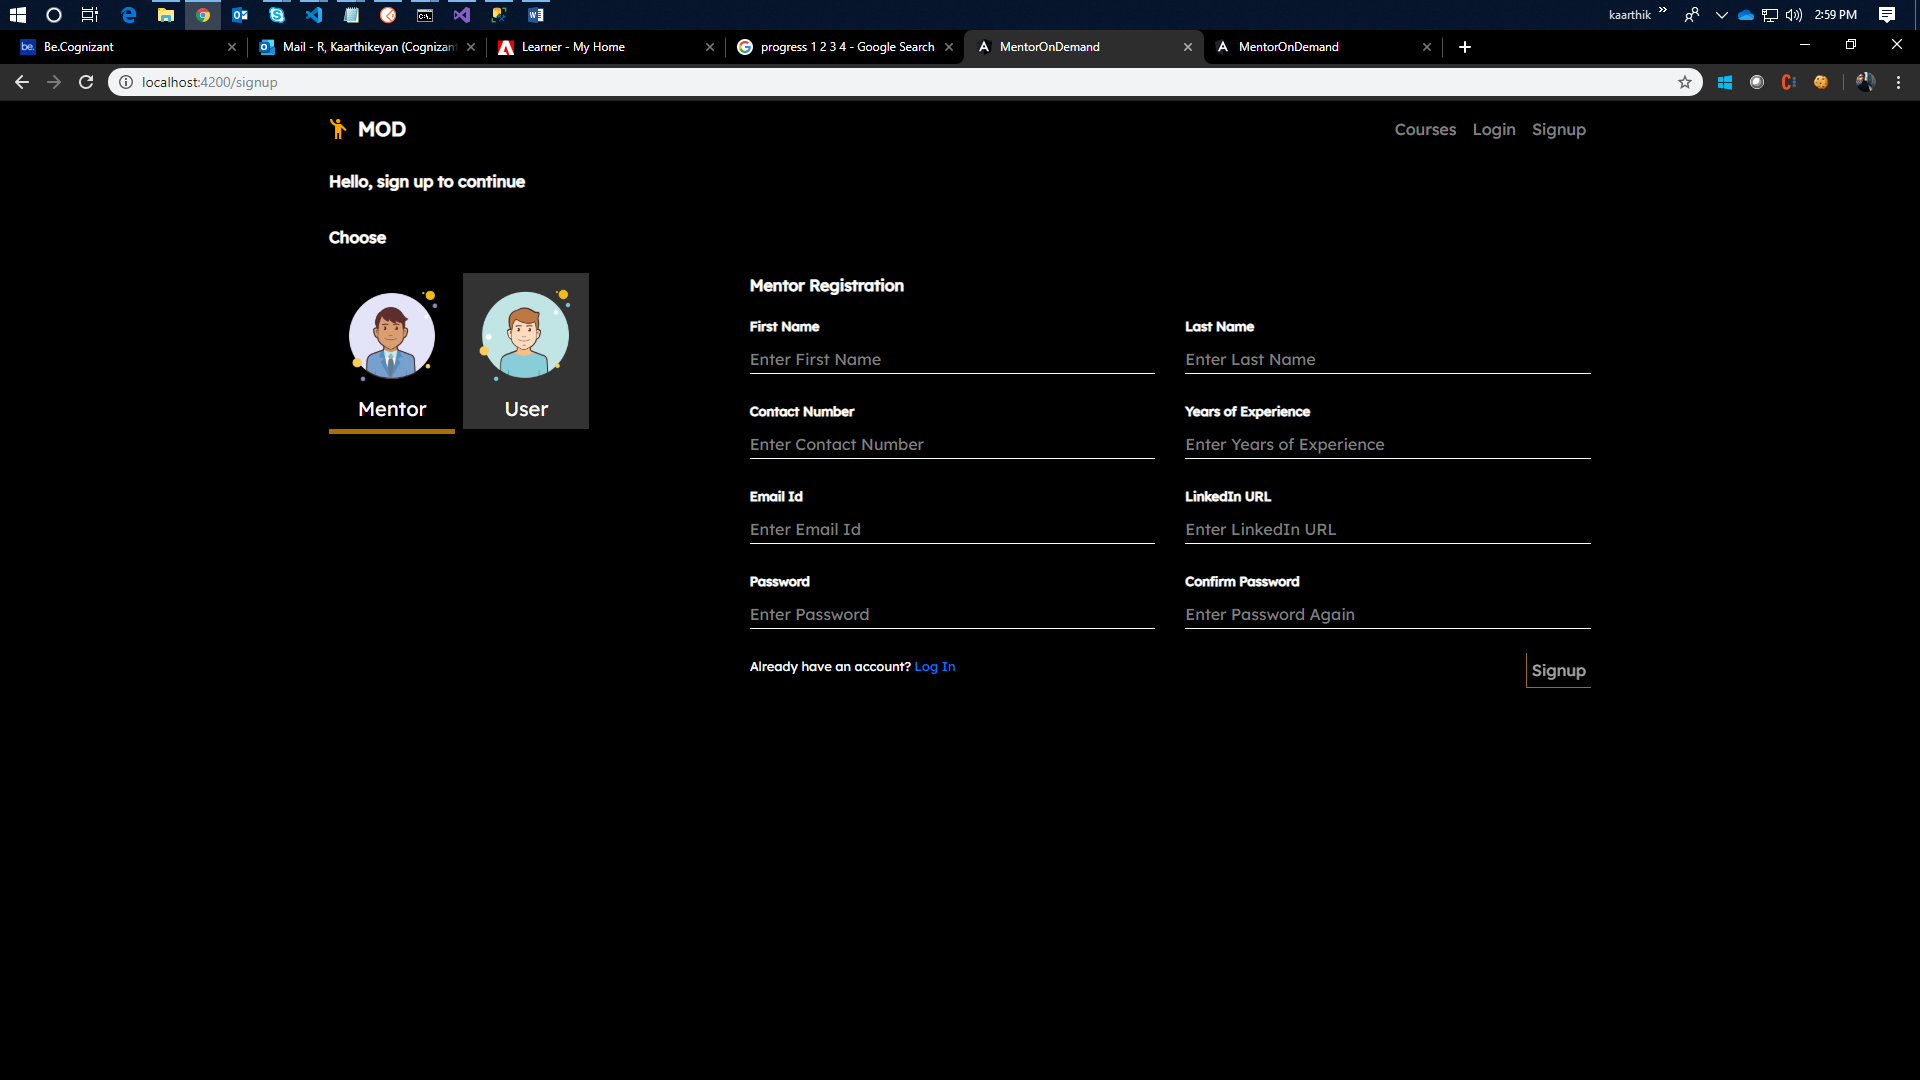 kaarthik
2:59 PM
be. Be.Cognizant
Mail - R, Kaarthikeyan (Cognizant
Learner - My Home
progress 1 2 3 4 - Google Search
MentorOnDemand
MentorOnDemand
localhost:4200/signup
MOD
Courses Login Signup
Hello, sign up to continue
Choose
Mentor User
Mentor Registration
First Name Last Name
Enter First Name Enter Last Name
Contact Number Years of Experience
Enter Contact Number Enter Years of Experience
Email Id LinkedIn URL
Enter Email Id Enter LinkedIn URL
Password Confirm Password
Enter Password Enter Password Again
Already have an account? Log In Signup